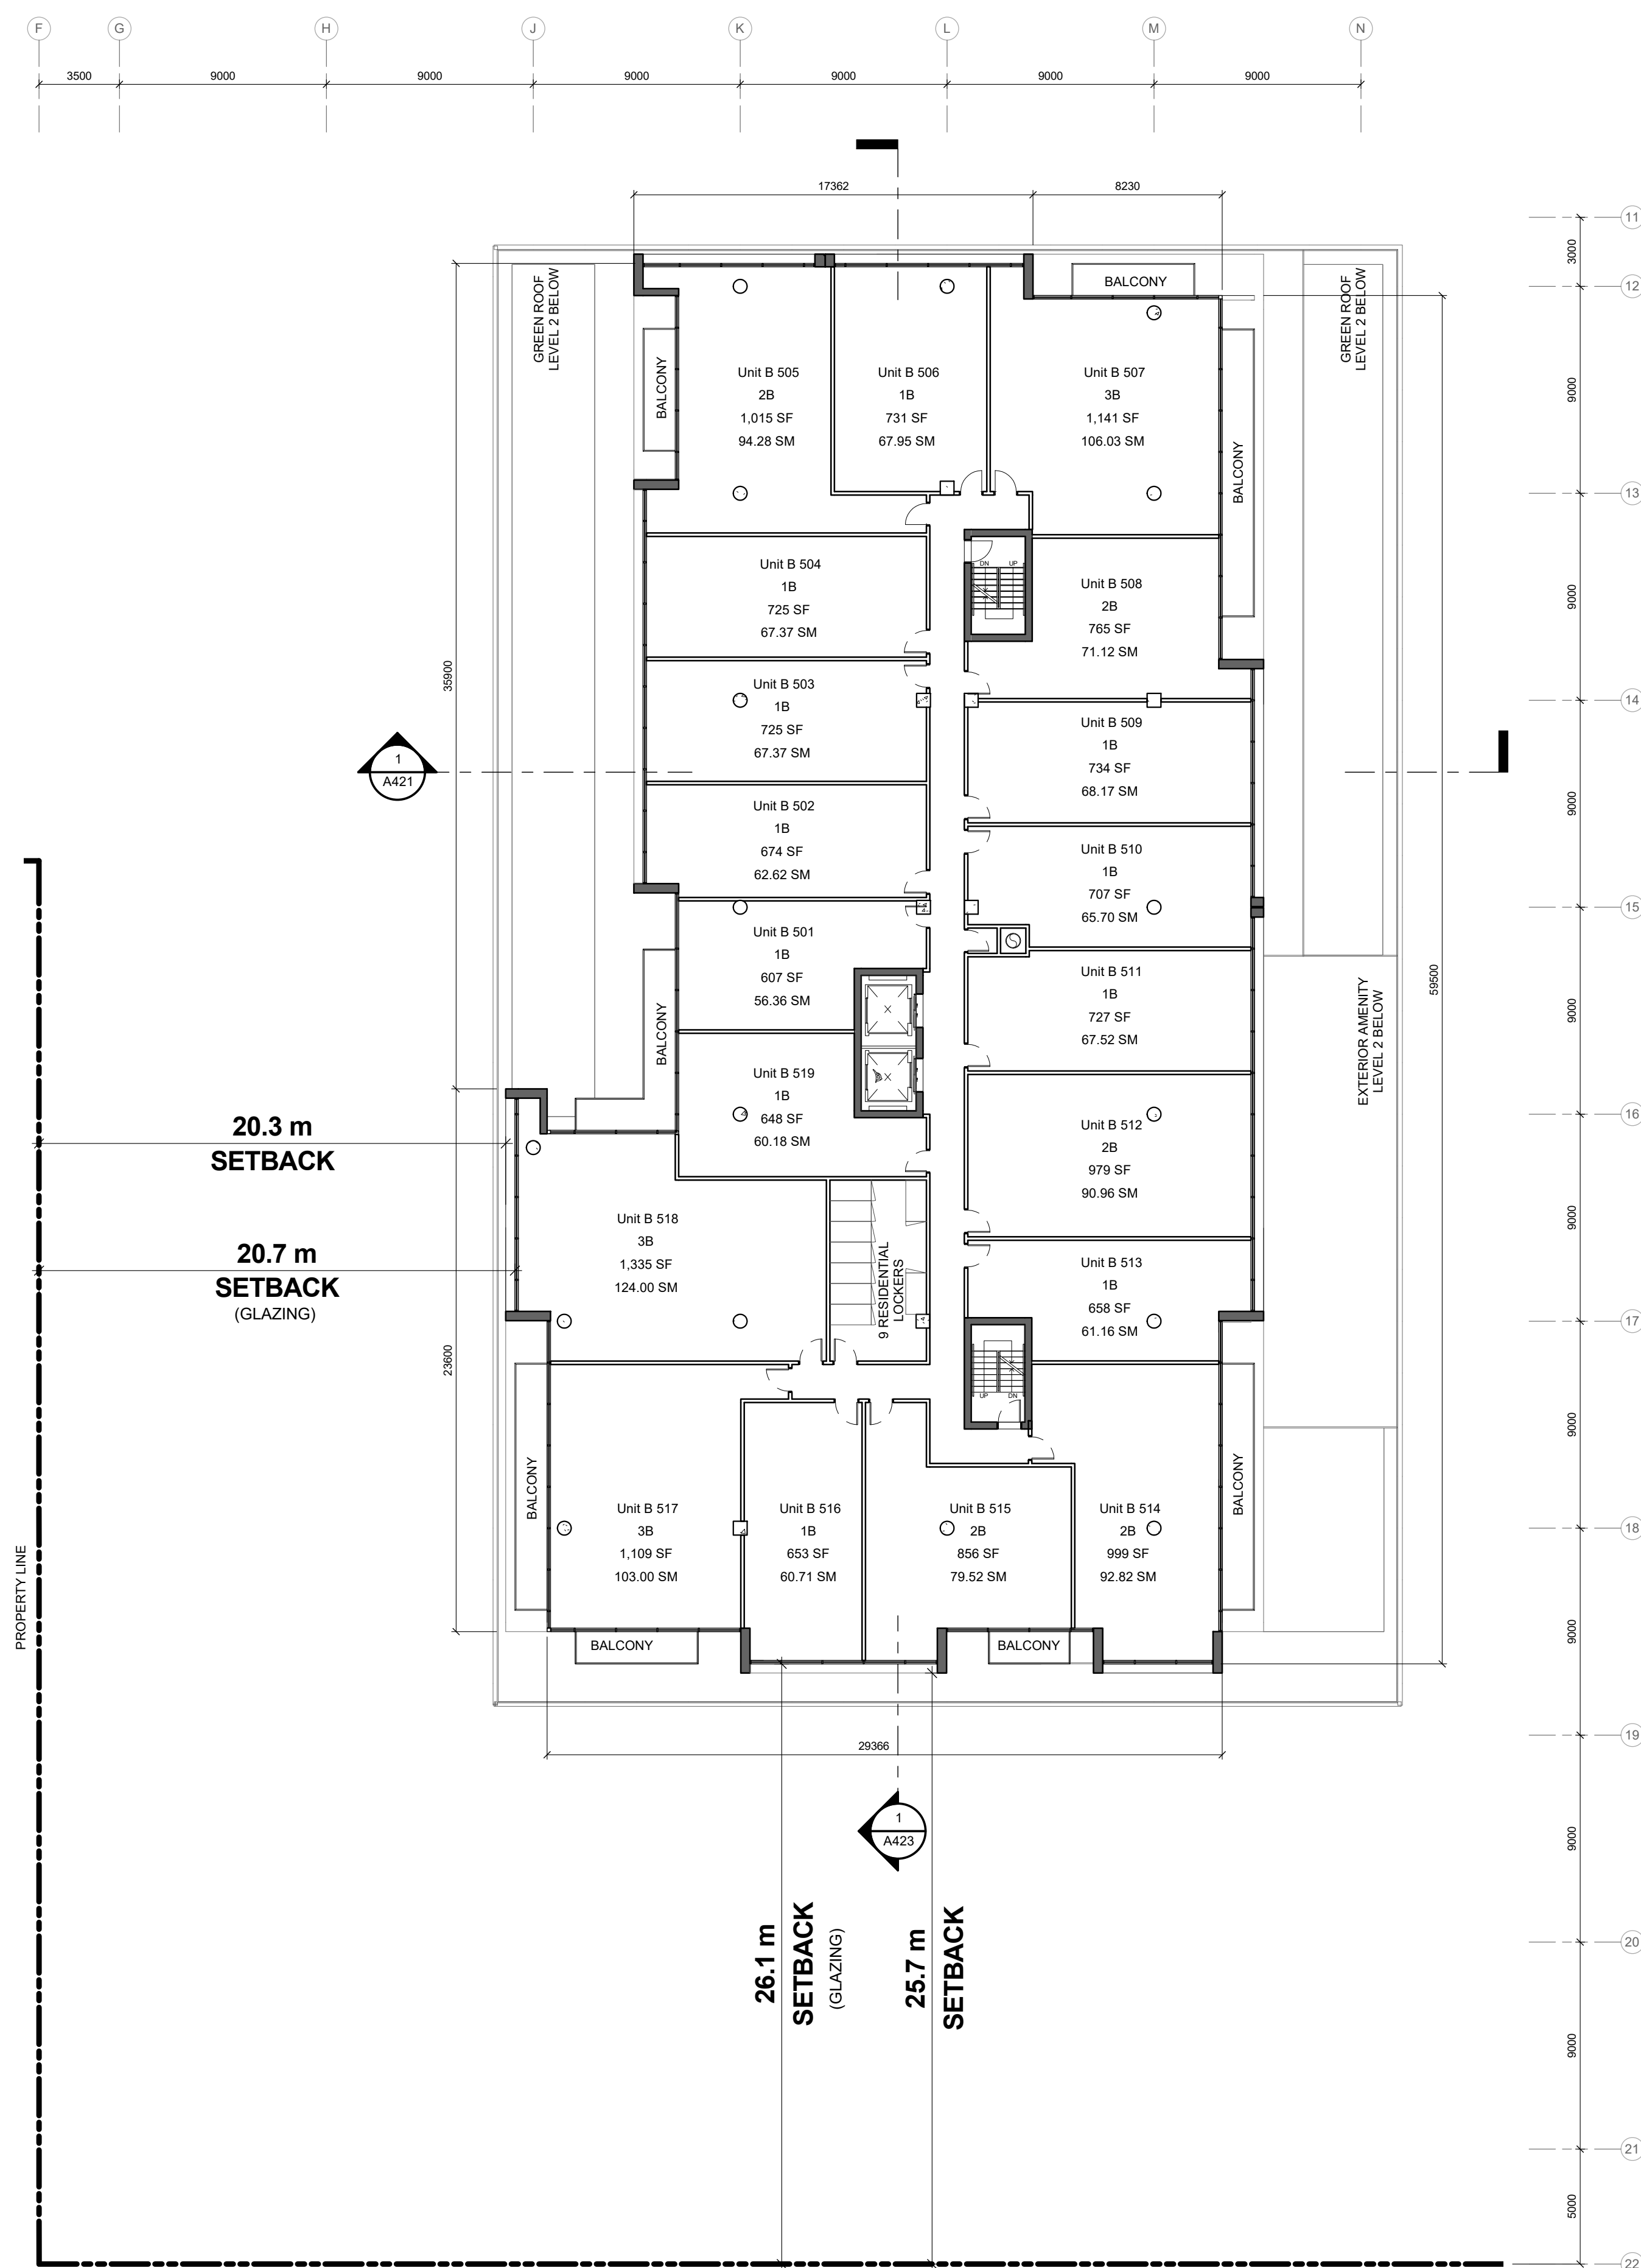 F
G
H
J
K
L
M
N
3500
9000
9000
9000
9000
9000
9000
17362
8230
11
3000
12
9000
13
9000
14
9000
15
9000
16
9000
17
9000
18
9000
19
9000
20
9000
21
5000
22
GREEN ROOF
LEVEL 2 BELOW
BALCONY
Unit B 505
2B
1,015 SF
94.28 SM
Unit B 506
1B
731 SF
67.95 SM
BALCONY
Unit B 507
3B
1,141 SF
106.03 SM
BALCONY
GREEN ROOF
LEVEL 2 BELOW
Unit B 504
1B
725 SF
67.37 SM
DN
UP
Unit B 508
2B
765 SF
71.12 SM
35900
Unit B 503
1B
725 SF
67.37 SM
Unit B 509
1B
734 SF
68.17 SM
1
A421
Unit B 502
1B
674 SF
62.62 SM
Unit B 510
1B
707 SF
65.70 SM
Unit B 501
1B
607 SF
56.36 SM
BALCONY
Unit B 511
1B
727 SF
67.52 SM
59500
EXTERIOR AMENITY
LEVEL 2 BELOW
Unit B 519
1B
648 SF
60.18 SM
Unit B 512
2B
979 SF
90.96 SM
20.3 m
SETBACK
20.7 m
SETBACK
(GLAZING)
Unit B 518
3B
1,335 SF
124.00 SM
9 RESIDENTIAL
LOCKERS
Unit B 513
1B
658 SF
61.16 SM
23600
UP
DN
BALCONY
Unit B 517
3B
1,109 SF
103.00 SM
Unit B 516
1B
653 SF
60.71 SM
Unit B 515
2B
856 SF
79.52 SM
Unit B 514
2B
999 SF
92.82 SM
BALCONY
BALCONY
BALCONY
PROPERTY LINE
29366
1
A423
26.1 m
SETBACK
(GLAZING)
25.7 m
SETBACK